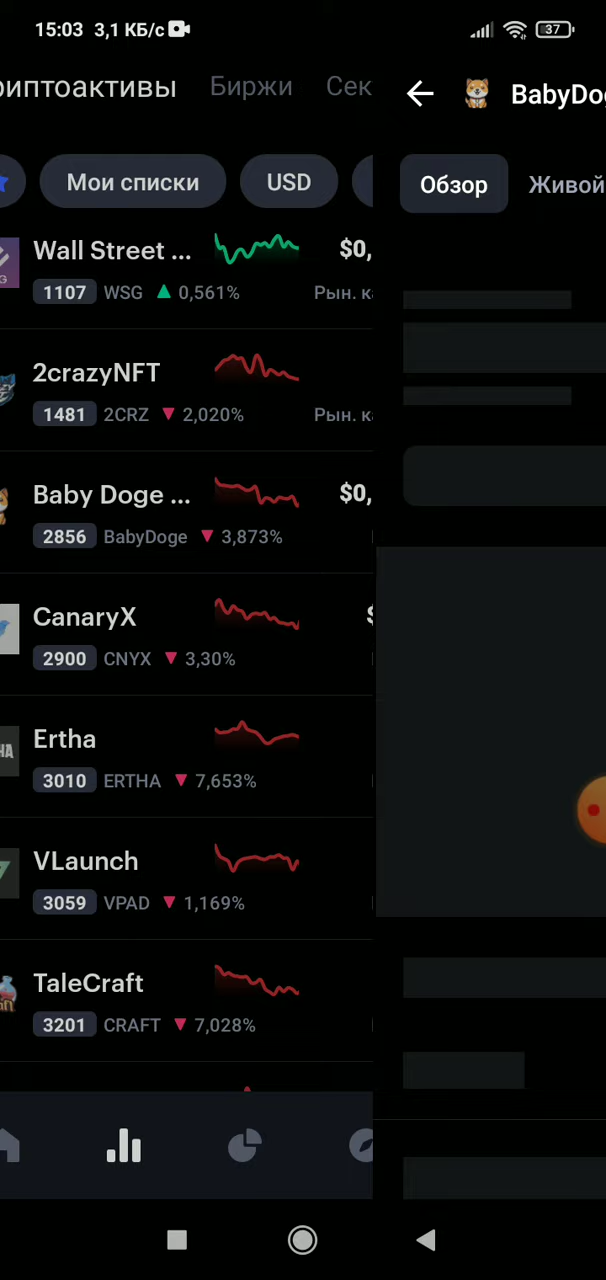 15:03 3,1 КБ/с 37
риптоактивы Биржи Сек
BabyDog
Мои списки USD
Обзор Живой
Wall Street ... $0,
1107 WSG 0,561% Рын. к
2crazyNFT
1481 2CRZ 2,020% Рын. к
Baby Doge ... $0,
2856 BabyDoge 3,873%
CanaryX $
2900 CNYX 3,30%
Ertha
3010 ERTHA 7,653%
VLaunch
3059 VPAD 1,169%
TaleCraft
3201 CRAFT 7,028%